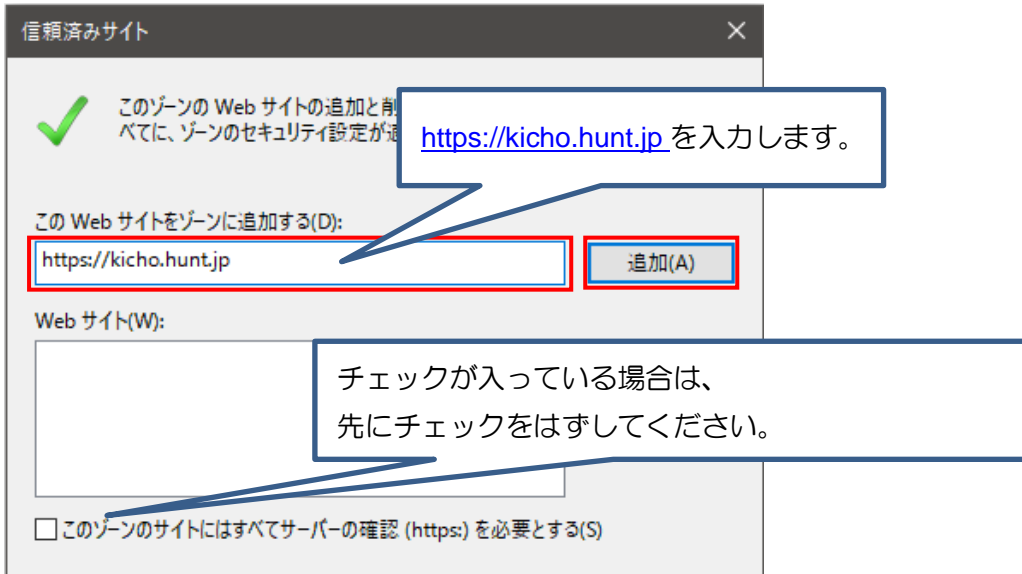 信頼済みサイト
このゾーンの Web サイトの追加と削
べてに、ゾーンのセキュリティ設定が
https://kicho.hunt.jp を入力します。
この Web サイトをゾーンに追加する(D):
https://kicho.hunt.jp
追加(A)
Web サイト(W):
チェックが入っている場合は、
先にチェックをはずしてください。
このゾーンのサイトにはすべてサーバーの確認 (https:) を必要とする(S)